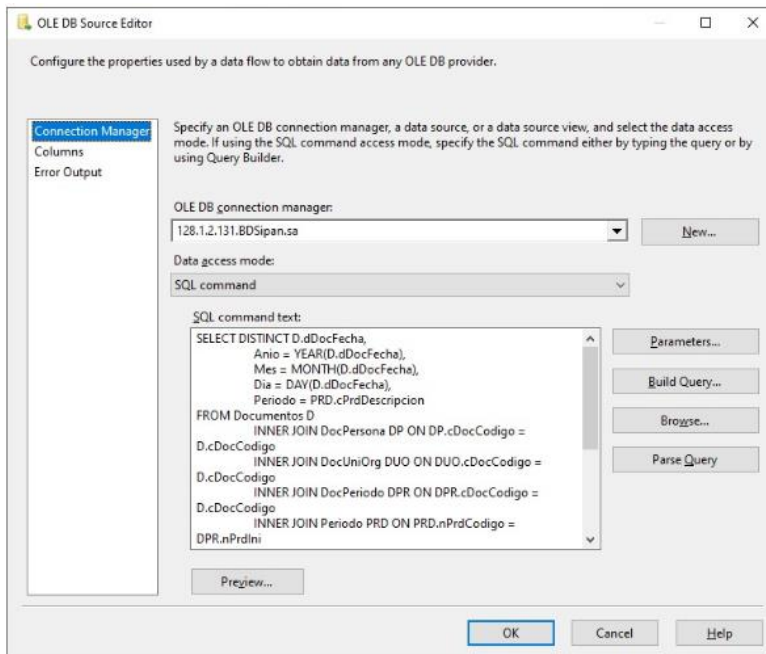 OLE DB Source Editor
Configure the properties used by a data flow to obtain data from any OLE DB provider.
Connection Manager
Columns
Error Output
Specify an OLE DB connection manager, a data source, or a data source view, and select the data access
mode. If using the SQL command access mode, specify the SQL command either by typing the query or by
using Query Builder.
OLE DB connection manager:
128.1.2.131.BDSipan.sa
New...
Data access mode:
SQL command
SQL command text:
SELECT DISTINCT D.dDocFecha,
Anio = YEAR(D.dDocFecha),
Mes = MONTH(D.dDocFecha),
Dia = DAY(D.dDocFecha),
Periodo = PRD.cPrdDescripcion
FROM Documentos D
INNER JOIN DocPersona DP ON DP.cDocCodigo =
D.cDocCodigo
INNER JOIN DocUniOrg DUO ON DUO.cDocCodigo =
D.cDocCodigo
INNER JOIN DocPeriodo DPR ON DPR.cDocCodigo =
D.cDocCodigo
INNER JOIN Periodo PRD ON PRD.nPrdCodigo =
DPR.nPrdIni
Parameters...
Build Query...
Browse...
Parse Query
Preview...
OK
Cancel
Help